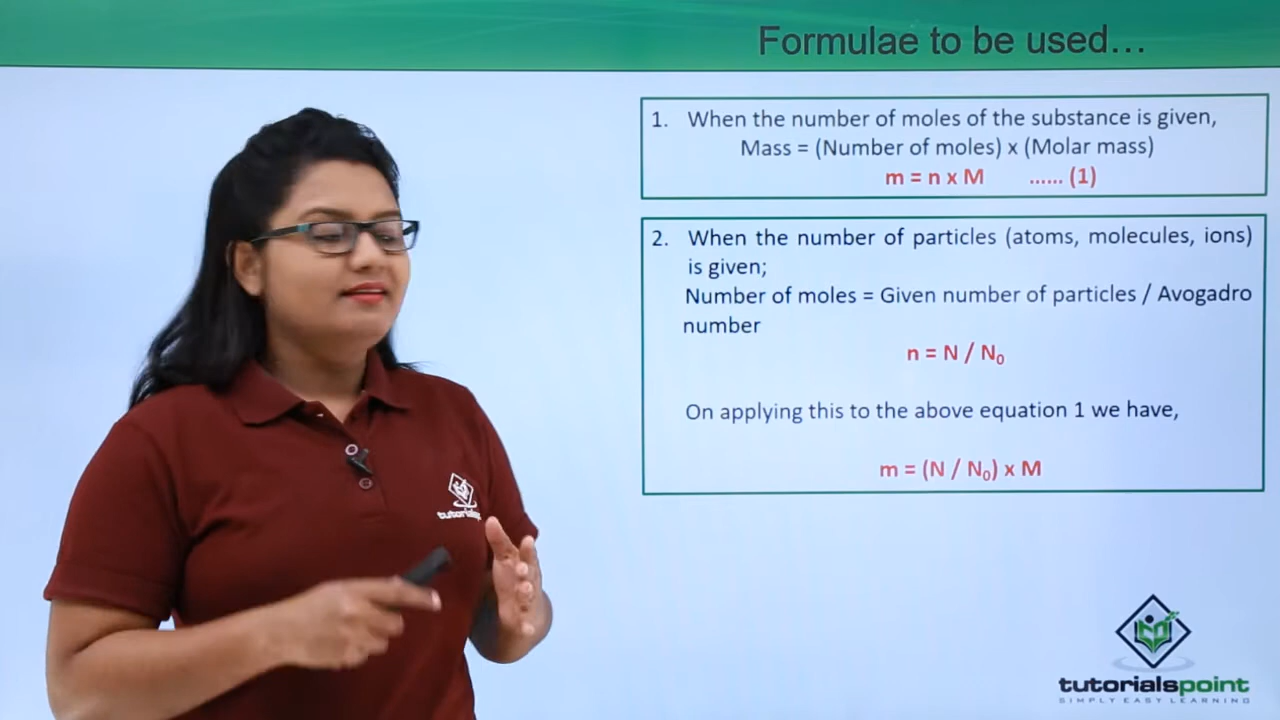 Formulae to be used...
1. When the number of moles of the substance is given,
Mass = (Number of moles) x (Molar mass)
m = n x M ...... (1)
2. When the number of particles (atoms, molecules, ions)
is given;
Number of moles = Given number of particles / Avogadro
number
n = N / N₀
On applying this to the above equation 1 we have,
m = (N / N₀) x M
tutorialspoint
SIMPLY EASY LEARNING